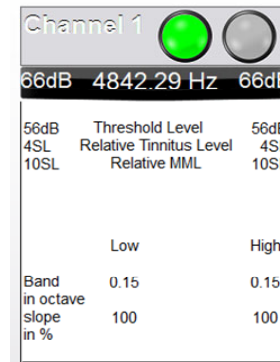 Channel 1
66dB 4842.29 Hz 66dB
56dB Threshold Level 56dB
4SL Relative Tinnitus Level 4SL
10SL Relative MML 10SL
Low High
Band 0.15 0.15
in octave
slope 100 100
in %